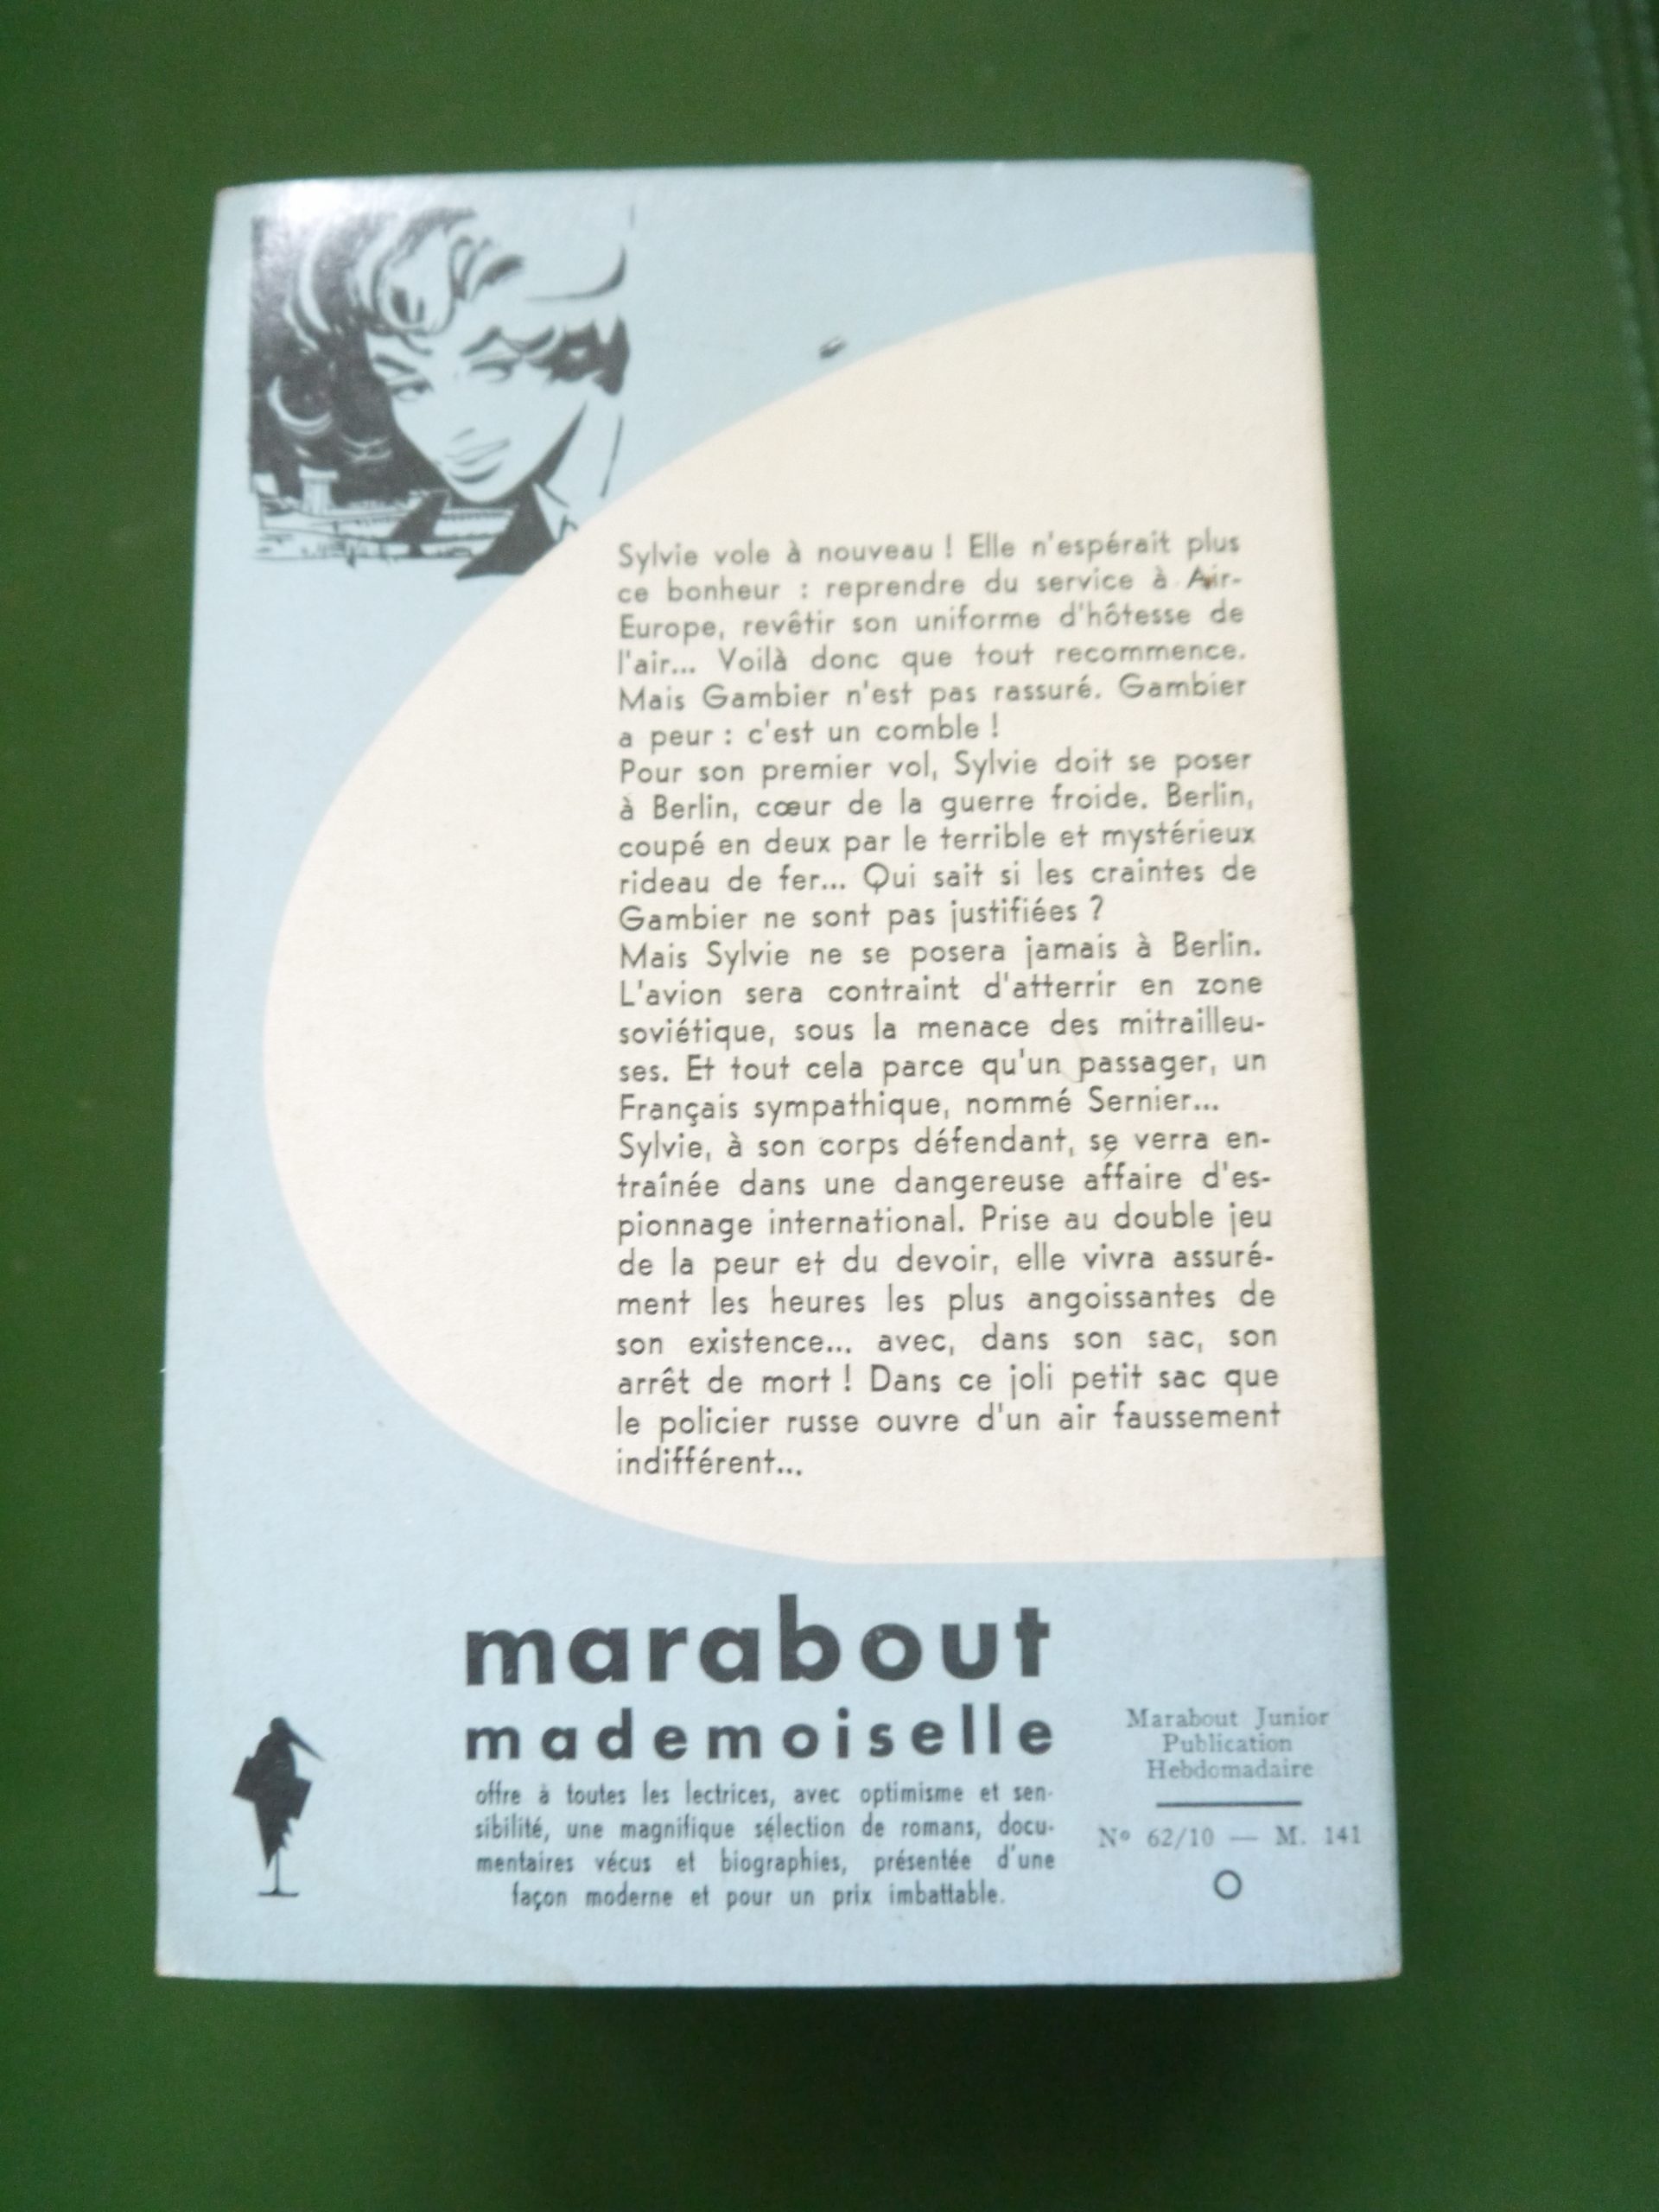 Sylvie vole à nouveau ! Elle n'espérait plus
ce bonheur : reprendre du service à Air-
Europe, revêtir son uniforme d'hôtesse de
l'air... Voilà donc que tout recommence.
Mais Gambier n'est pas rassuré. Gambier
a peur : c'est un comble !
Pour son premier vol, Sylvie doit se poser
à Berlin, cœur de la guerre froide. Berlin,
coupé en deux par le terrible et mystérieux
rideau de fer... Qui sait si les craintes de
Gambier ne sont pas justifiées ?
Mais Sylvie ne se posera jamais à Berlin.
L'avion sera contraint d'atterrir en zone
soviétique, sous la menace des mitrailleu-
ses. Et tout cela parce qu'un passager, un
Français sympathique, nommé Sernier...
Sylvie, à son corps défendant, se verra en-
traînée dans une dangereuse affaire d'es-
pionnage international. Prise au double jeu
de la peur et du devoir, elle vivra assuré-
ment les heures les plus angoissantes de
son existence... avec, dans son sac, son
arrêt de mort ! Dans ce joli petit sac que
le policier russe ouvre d'un air faussement
indifférent...
marabout
mademoiselle
offre à toutes les lectrices, avec optimisme et sen-
sibilité, une magnifique sélection de romans, docu-
mentaires vécus et biographies, présentée d'une
façon moderne et pour un prix imbattable.
Marabout Junior
Publication
Hebdomadaire
Nº 62/10 — M. 141